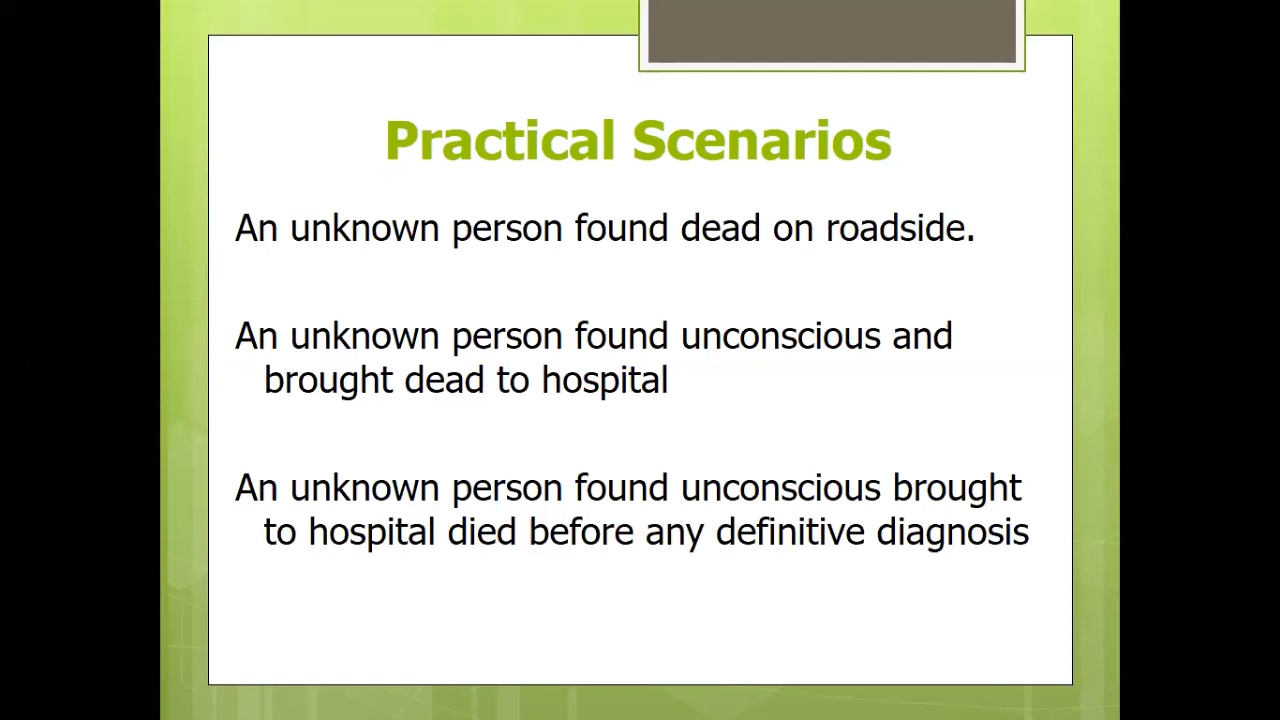 Practical Scenarios
An unknown person found dead on roadside.
An unknown person found unconscious and
brought dead to hospital
An unknown person found unconscious brought
to hospital died before any definitive diagnosis